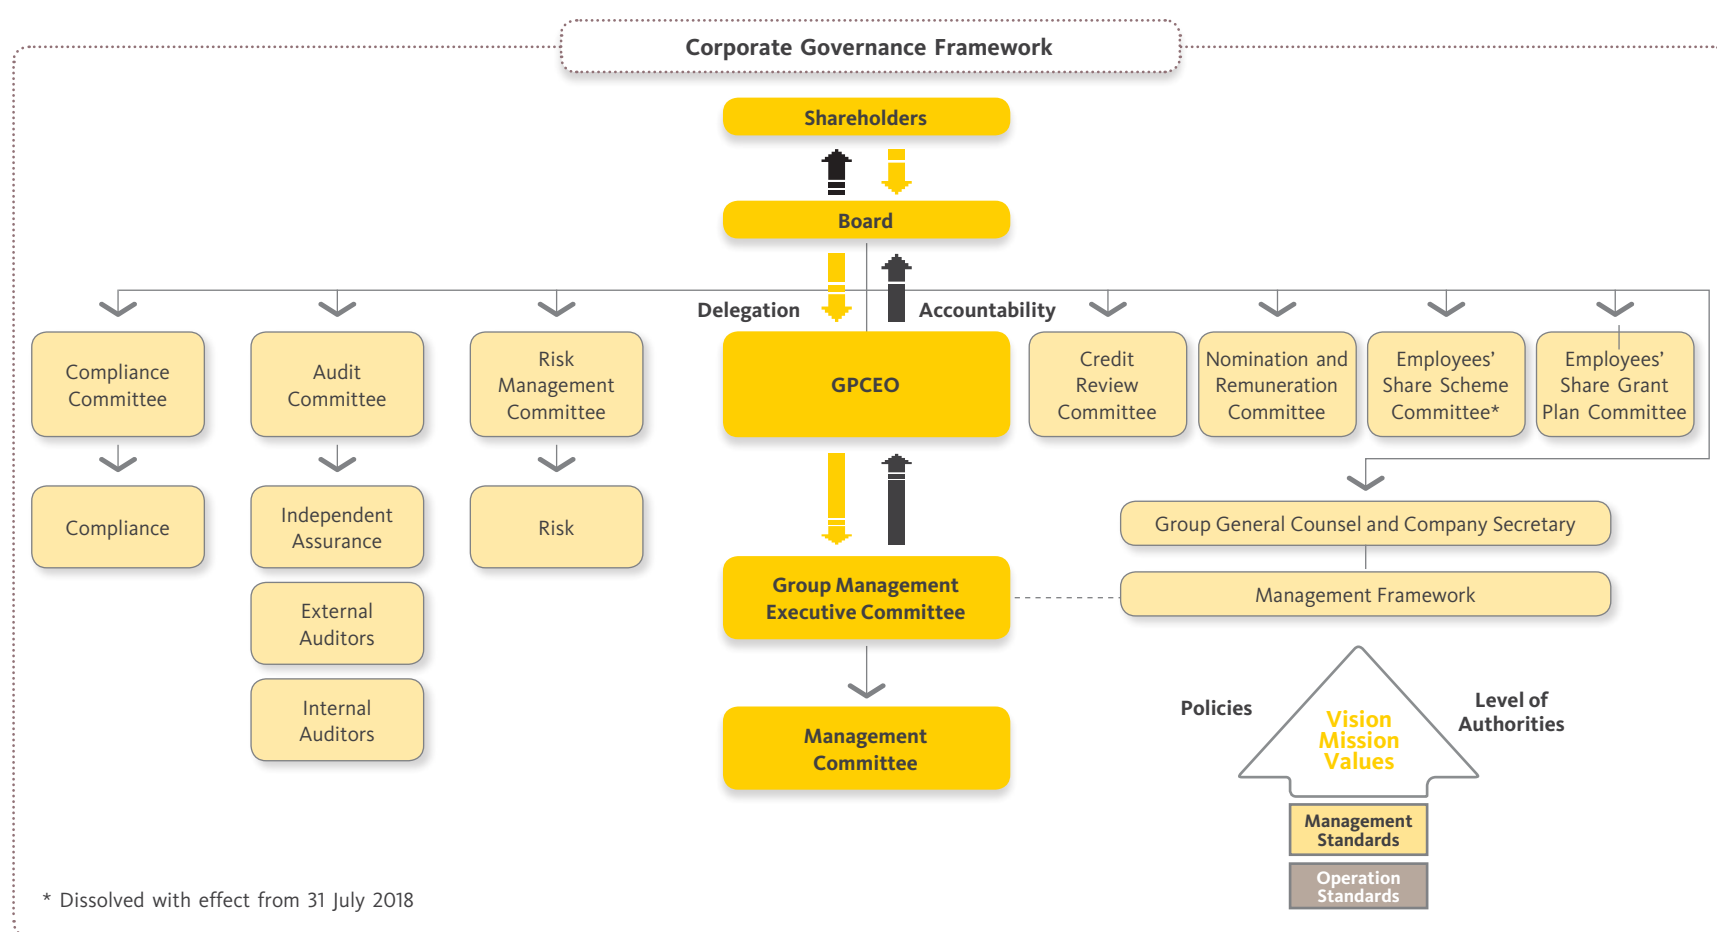 Corporate Governance Framework
Shareholders
Board
Delegation
Accountability
Compliance
Committee
Audit
Committee
Risk
Management
Committee
GPCEO
Credit
Review
Committee
Nomination and
Remuneration
Committee
Employees’
Share Scheme
Committee*
Employees’
Share Grant
Plan Committee
Compliance
Independent
Assurance
Risk
Group General Counsel and Company Secretary
External
Auditors
Group Management
Executive Committee
Management Framework
Internal
Auditors
Management
Committee
Policies
Level of
Authorities
Vision
Mission
Values
Management
Standards
Operation
Standards
* Dissolved with effect from 31 July 2018